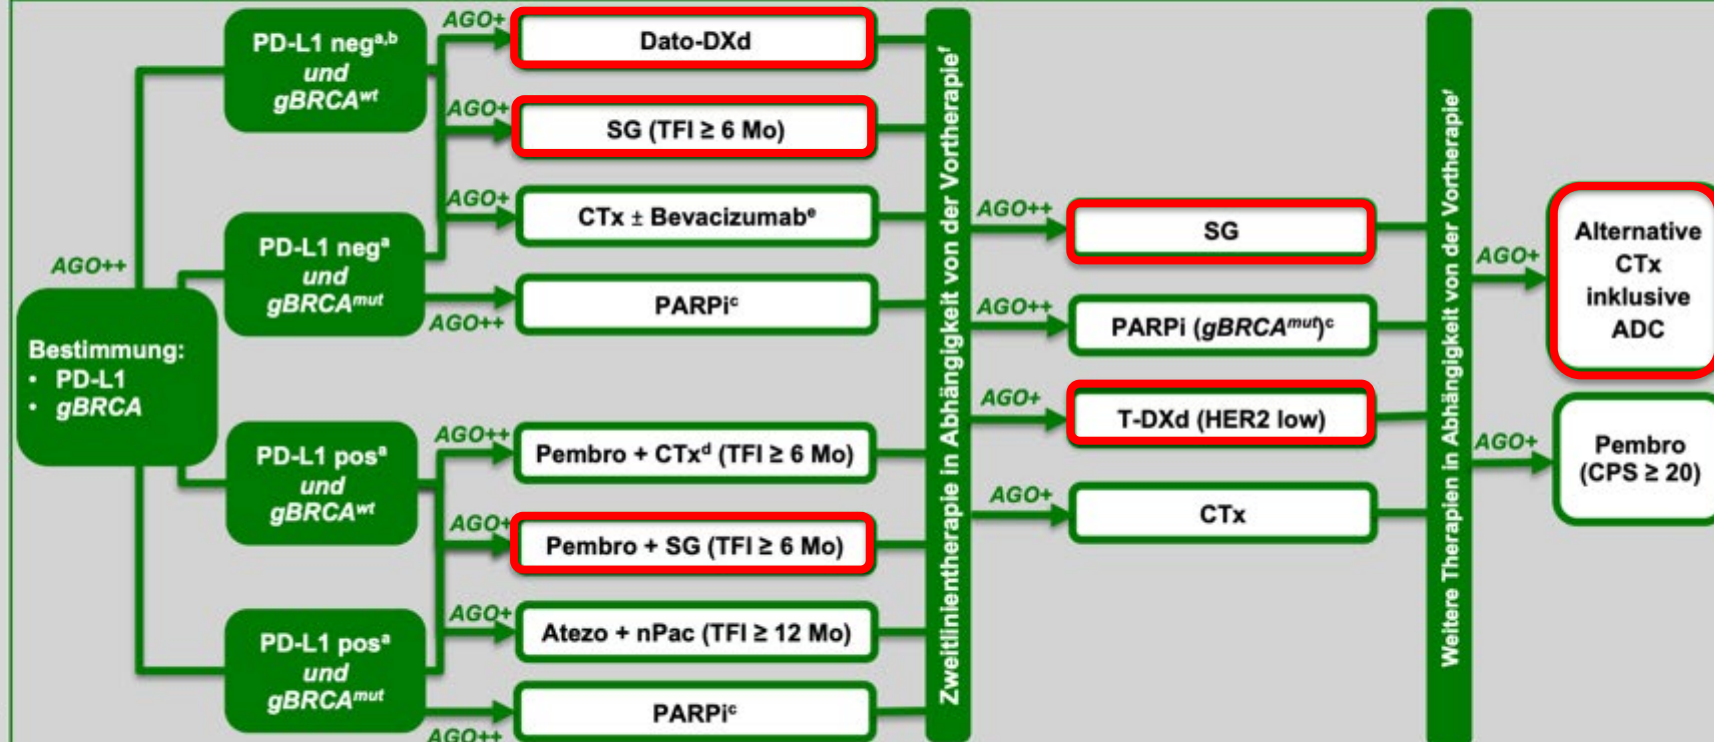 AGO++
Bestimmung:
• PD-L1
• gBRCA
PD-L1 neg^a,b
und
gBRCA^wt
PD-L1 neg^a
und
gBRCA^mut
PD-L1 pos^a
und
gBRCA^wt
PD-L1 pos^a
und
gBRCA^mut
AGO+
Dato-DXd
AGO+
SG (TFI ≥ 6 Mo)
AGO+
CTx ± Bevacizumab^e
AGO++
PARPi^c
AGO++
Pembro + CTx^d (TFI ≥ 6 Mo)
AGO+
Pembro + SG (TFI ≥ 6 Mo)
AGO+
Atezo + nPac (TFI ≥ 12 Mo)
AGO++
PARPi^c
Zweitlinientherapie in Abhängigkeit von der Vortherapie^f
AGO++
SG
AGO++
PARPi (gBRCA^mut)^c
AGO+
T-DXd (HER2 low)
AGO+
CTx
Weitere Therapien in Abhängigkeit von der Vortherapie^f
AGO+
Alternative
CTx
inklusive
ADC
AGO+
Pembro
(CPS ≥ 20)